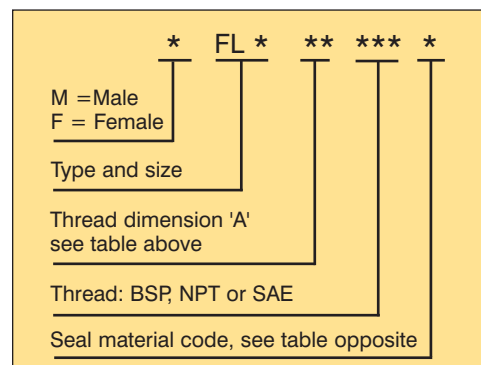 * FL * ** *** *
M =Male
F = Female
Type and size
Thread dimension 'A'
see table above
Thread: BSP, NPT or SAE
Seal material code, see table opposite